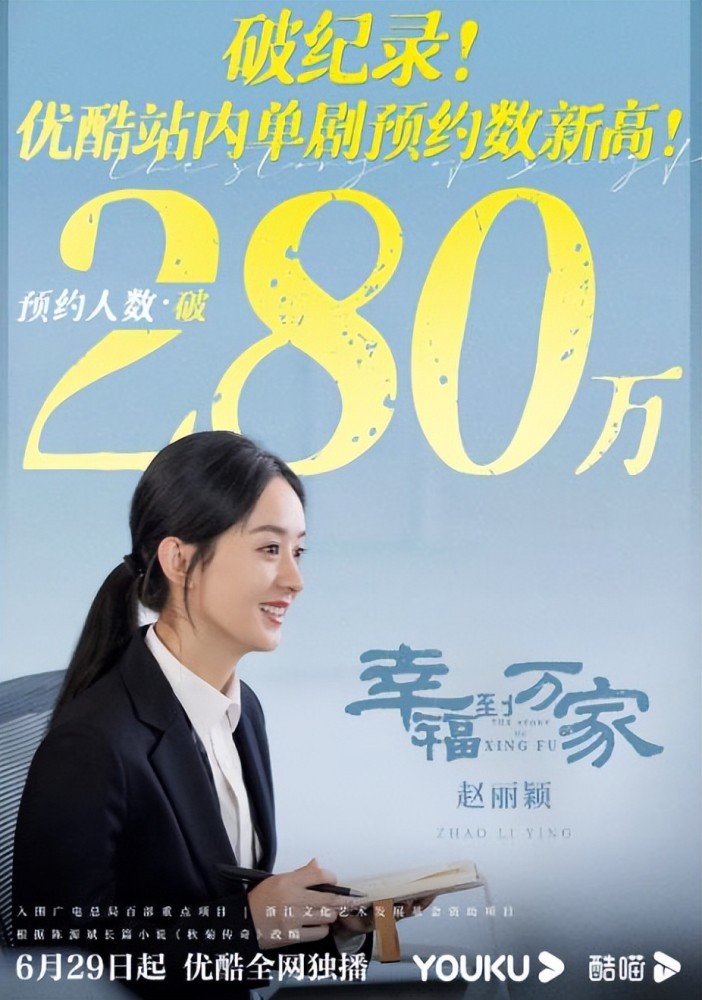 破纪录！
优酷站内单剧预约数新高！
预约人数·破
280万
幸福到万家
THE STORY
OF
XING FU
赵丽颖
ZHAO LI YING
入围广电总局百部重点项目 | 浙江文化艺术发展基金资助项目
根据陈源斌长篇小说《秋菊传奇》改编
6月29日起 优酷全网独播 YOUKU 酷喵